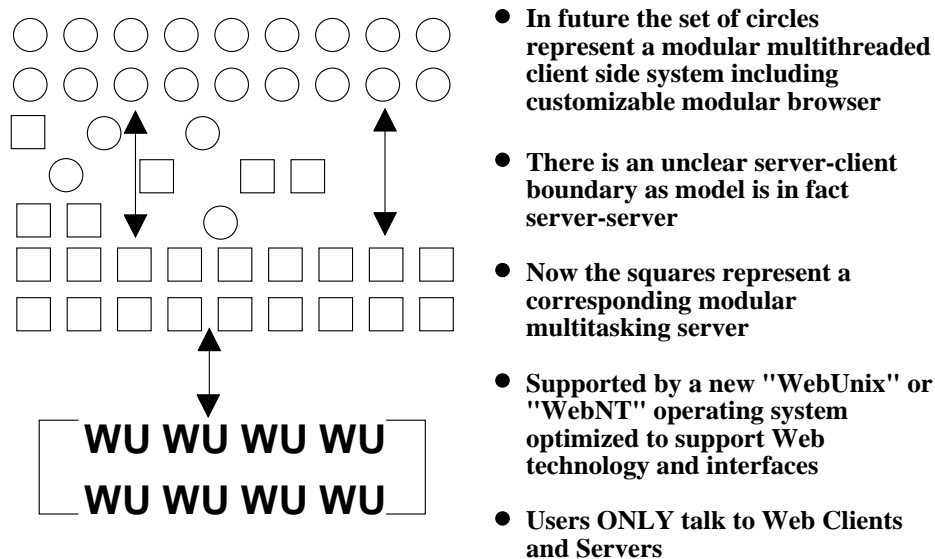 In future the set of circles
represent a modular multithreaded
client side system including
customizable modular browser
There is an unclear server-client
boundary as model is in fact
server-server
Now the squares represent a
corresponding modular
multitasking server
Supported by a new "WebUnix" or
"WebNT" operating system
optimized to support Web
technology and interfaces
Users ONLY talk to Web Clients
and Servers
WU WU WU WU
WU WU WU WU